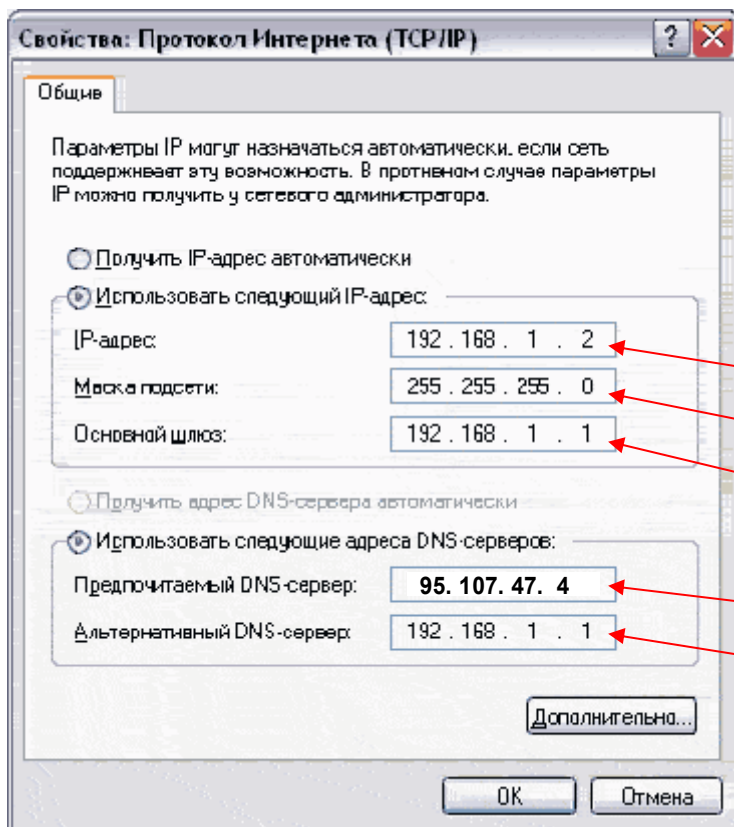 Свойства: Протокол Интернета (TCP/IP)
Общие
Параметры IP могут назначаться автоматически, если сеть
поддерживает эту возможность. В противном случае параметры
IP можно получить у сетевого администратора.
Получить IP-адрес автоматически
Использовать следующий IP-адрес:
IP-адрес: 192 . 168 . 1 . 2
Маска подсети: 255 . 255 . 255 . 0
Основной шлюз: 192 . 168 . 1 . 1
Получить адрес DNS-сервера автоматически
Использовать следующие адреса DNS-серверов:
Предпочитаемый DNS-сервер: 95. 107. 47. 4
Альтернативный DNS-сервер: 192 . 168 . 1 . 1
Дополнительно...
OK Отмена